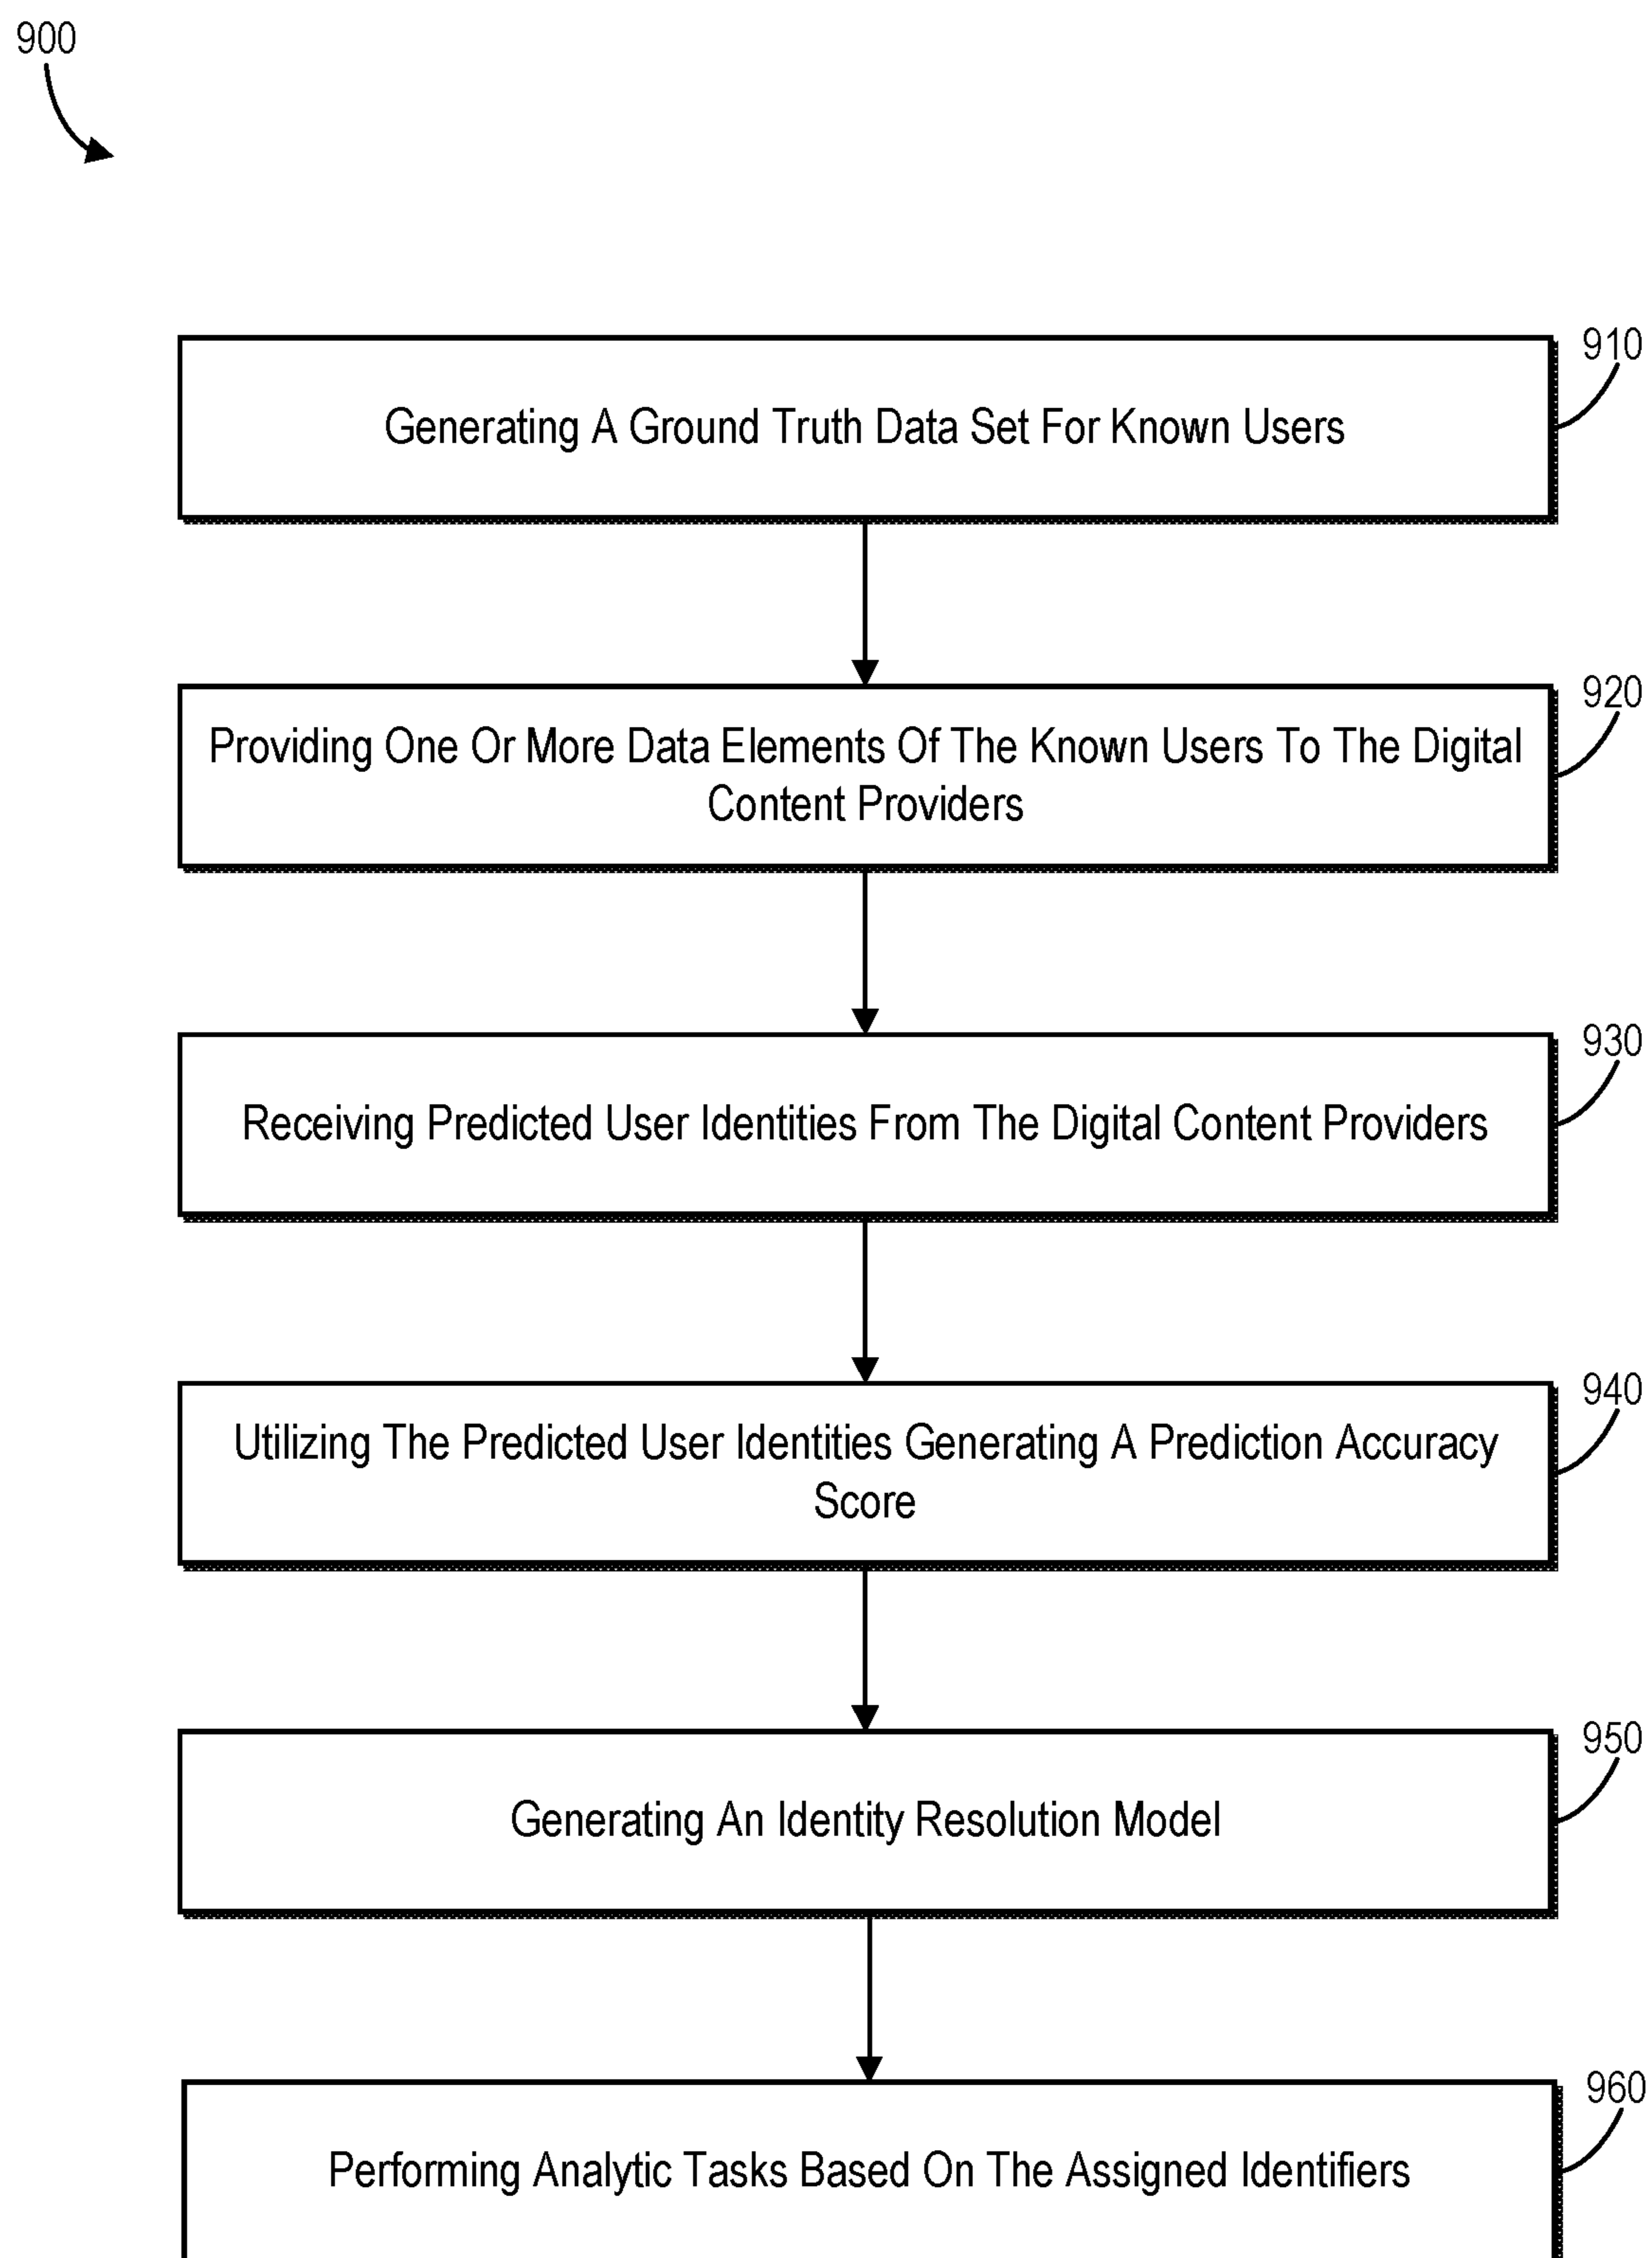 900
910
Generating A Ground Truth Data Set For Known Users
920
Providing One Or More Data Elements Of The Known Users To The Digital
Content Providers
930
Receiving Predicted User Identities From The Digital Content Providers
940
Utilizing The Predicted User Identities Generating A Prediction Accuracy
Score
950
Generating An Identity Resolution Model
960
Performing Analytic Tasks Based On The Assigned Identifiers